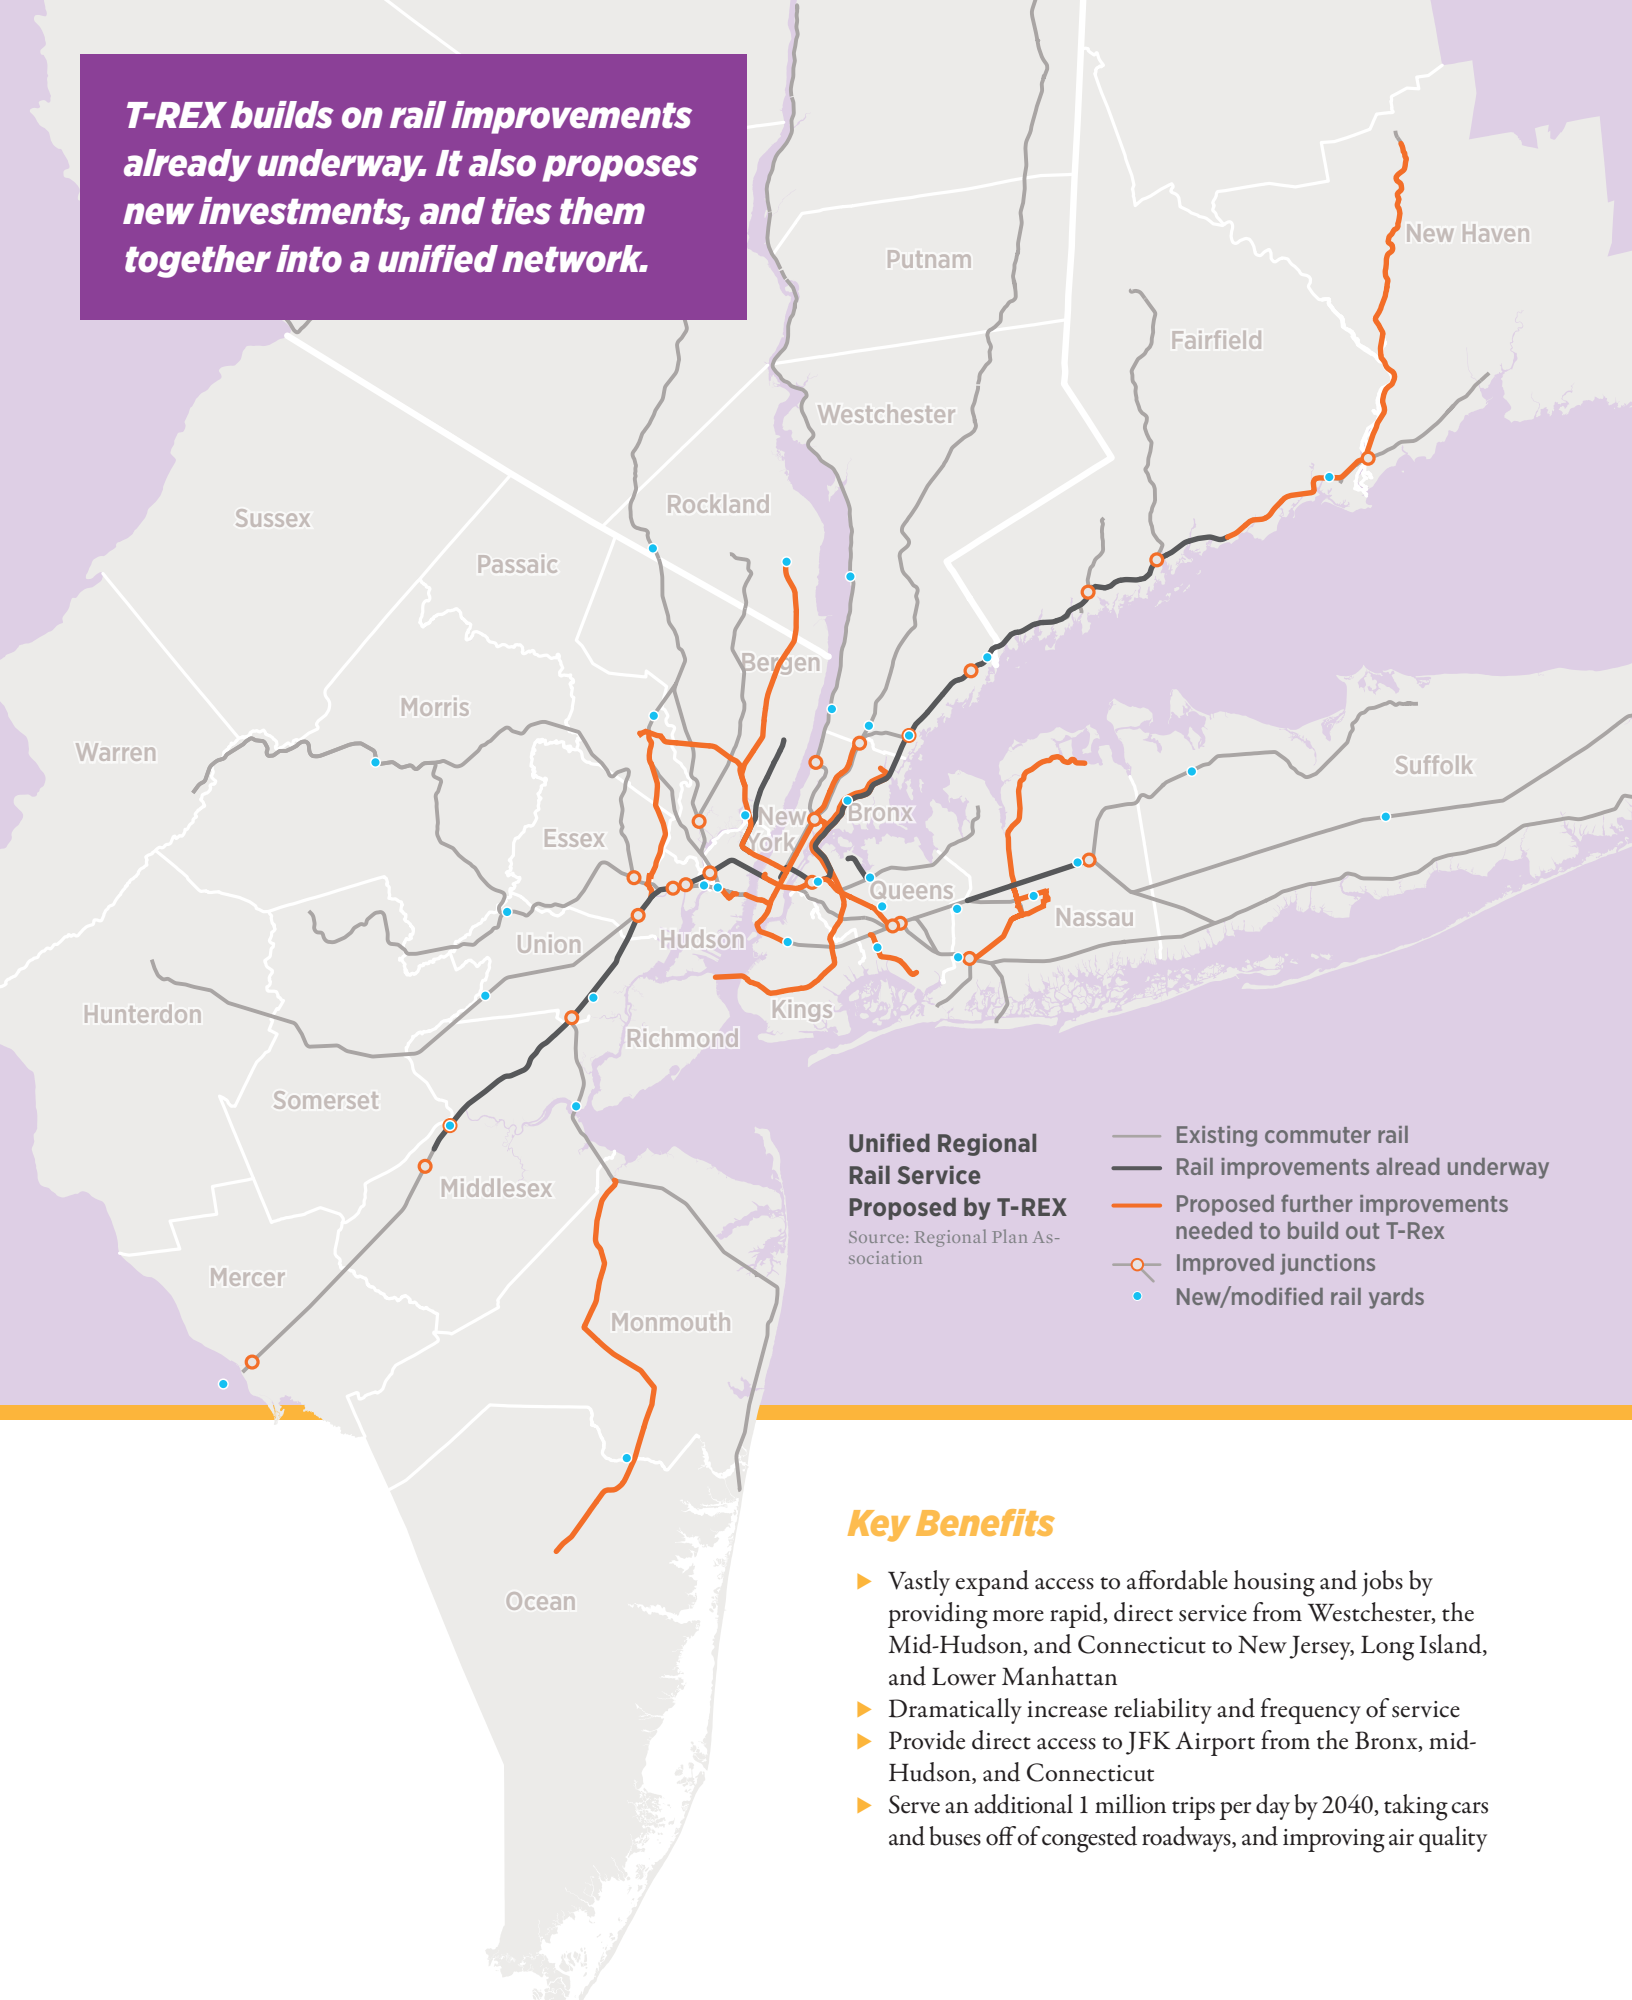 T-REX builds on rail improvements
already underway. It also proposes
new investments, and ties them
together into a unified network.
New Haven
Putnam
Fairfield
Westchester
Rockland
Sussex
Passaic
Bergen
Morris
Warren
Suffolk
New
York
Bronx
Essex
Queens
Nassau
Hudson
Union
Kings
Hunterdon
Richmond
Somerset
Middlesex
Mercer
Monmouth
Ocean
Unified Regional
Rail Service
Proposed by T-REX
Source: Regional Plan As-
sociation
Existing commuter rail
Rail improvements alread underway
Proposed further improvements
needed to build out T-Rex
Improved junctions
New/modified rail yards
Key Benefits
▶ Vastly expand access to affordable housing and jobs by
providing more rapid, direct service from Westchester, the
Mid-Hudson, and Connecticut to New Jersey, Long Island,
and Lower Manhattan
▶ Dramatically increase reliability and frequency of service
▶ Provide direct access to JFK Airport from the Bronx, mid-
Hudson, and Connecticut
▶ Serve an additional 1 million trips per day by 2040, taking cars
and buses off of congested roadways, and improving air quality